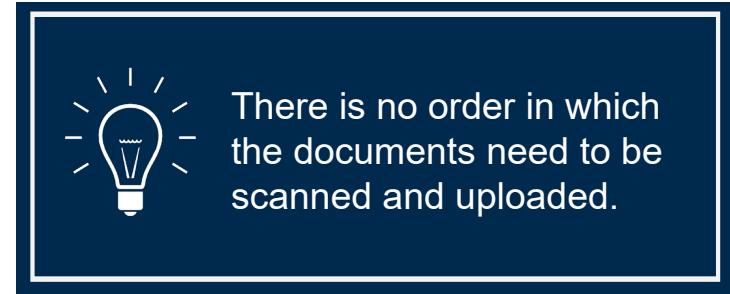 There is no order in which
the documents need to be
scanned and uploaded.